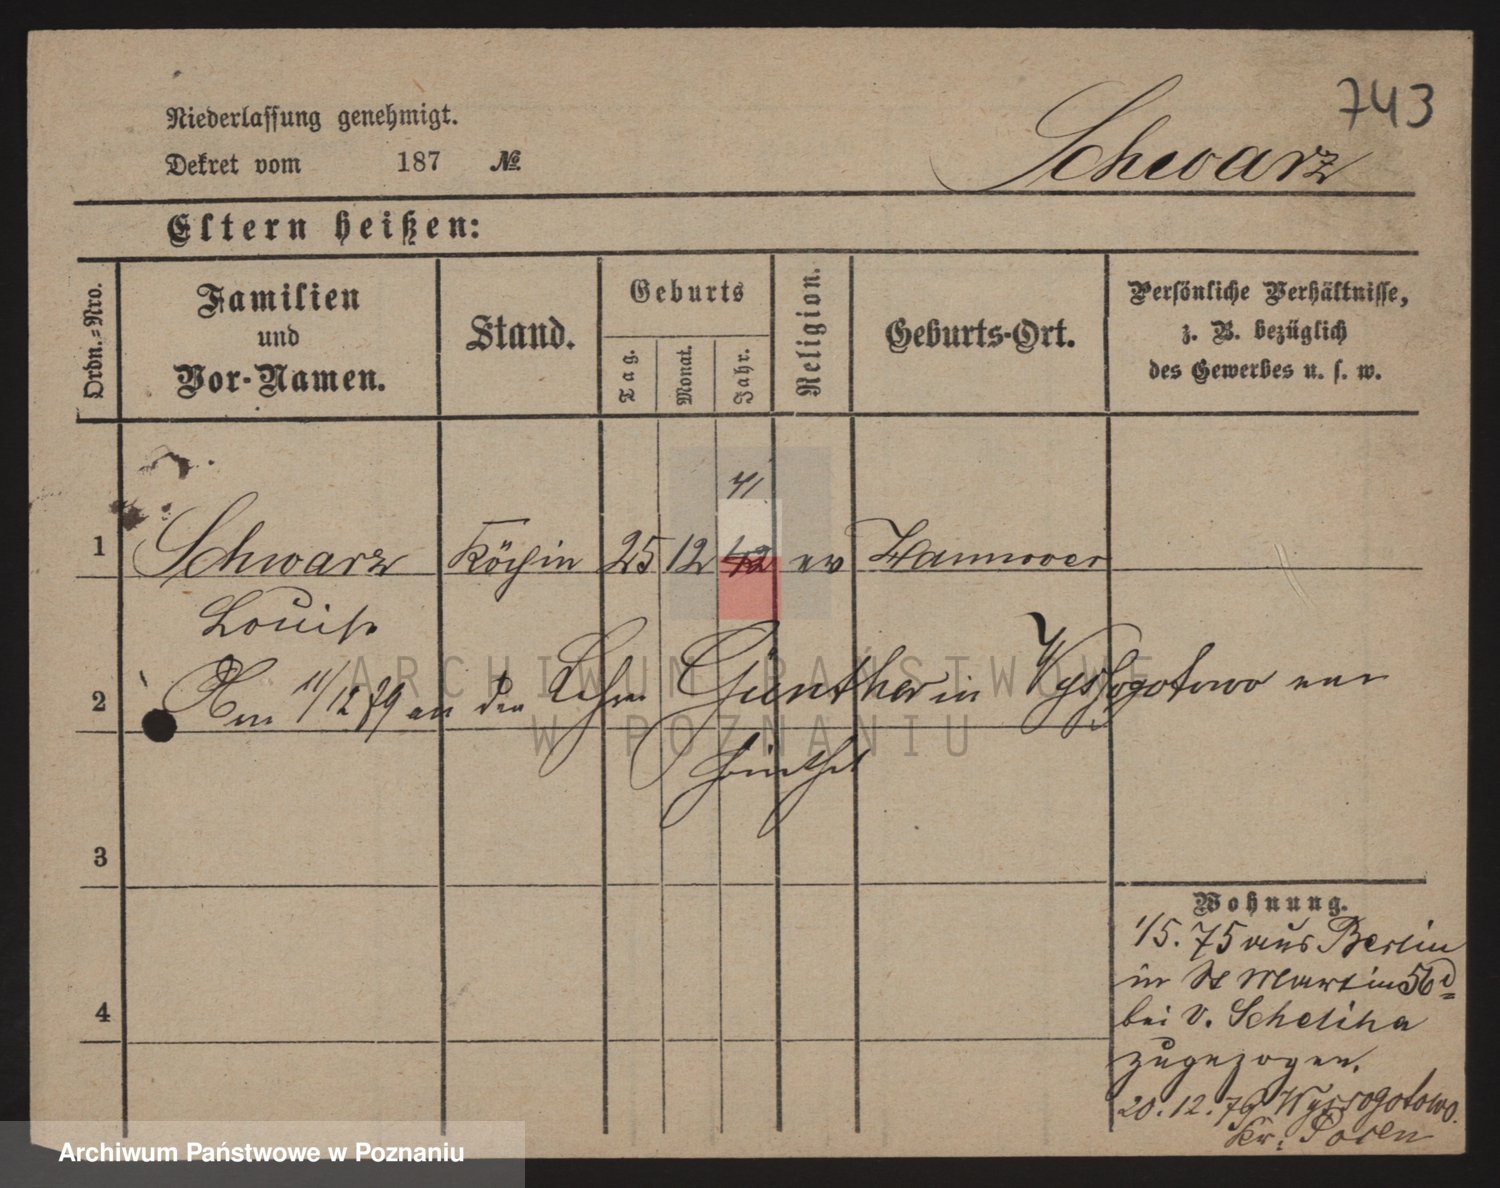 743
Niederlassung genehmigt.
Schwarz
Dekret vom 187 №
Eltern heißen:
Ordn.-Nro.
Familien und Vor-Namen.
Stand.
Geburts
Tag. Monat. Jahr.
Religion.
Geburts-Ort.
Persönliche Verhältnisse,
z. B. bezüglich
des Gewerbes u. s. w.
41
1 Schwarz Köchin 25 12 42 ev Hannover
Louise
2 Am 11/12 79 an den Lehrer Günther in Wyssogotowo
ARCHIWUM PAŃSTWOWE
W POZNANIU
3
4
Wohnung.
1/5. 75 aus Berlin
in St Martin 56
bei v. Scheliha
zugezogen.
20. 12. 79 Wyssogotowo.
Kr: Posen
Archiwum Państwowe w Poznaniu